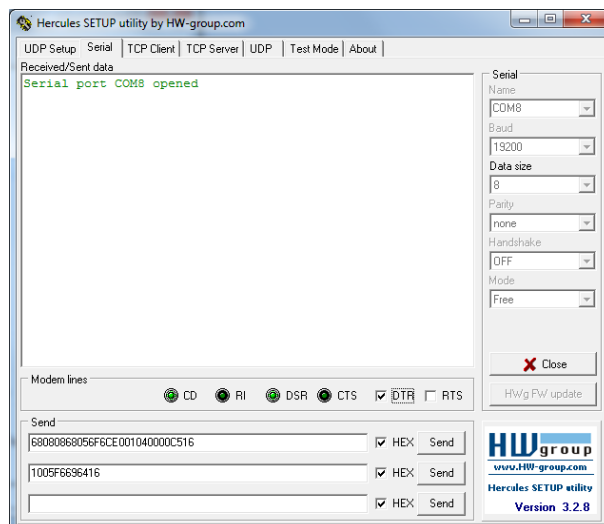 Hercules SETUP utility by HW-group.com
UDP Setup Serial TCP Client TCP Server UDP Test Mode About
Received/Sent data
Serial port COM8 opened
Serial
Name
COM8
Baud
19200
Data size
8
Parity
none
Handshake
OFF
Mode
Free
Close
HWg FW update
Modem lines
CD RI DSR CTS DTR RTS
Send
68080868056F6CE001040000C516 HEX Send
1005F6696416 HEX Send
HEX Send
HW group
www.HW-group.com
Hercules SETUP utility
Version 3.2.8